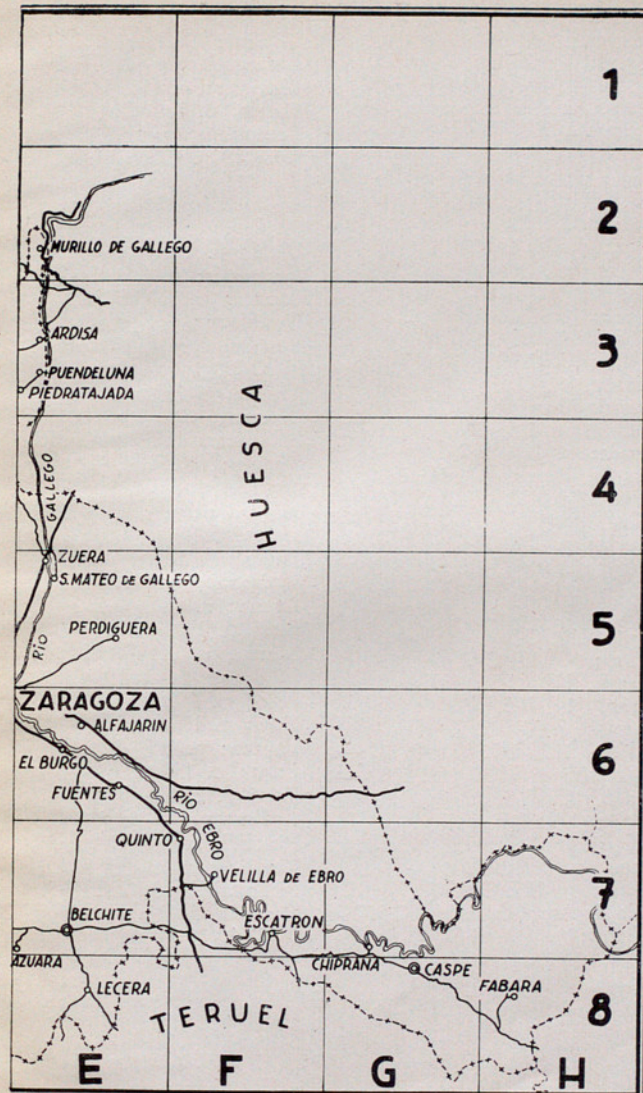 1
2
MURILLO DE GALLEGO
ARDISA
3
PUENDELUNA
PIEDRATAJADA
HUESCA
4
RIO GALLEGO
ZUERA
S. MATEO DE GALLEGO
5
PERDIGUERA
ZARAGOZA
ALFAJARIN
6
EL BURGO
FUENTES
RIO EBRO
QUINTO
VELILLA DE EBRO
7
BELCHITE
ESCATRON
AZUARA
CHIPRANA
CASPE
LECERA
FABARA
8
TERUEL
E F G H